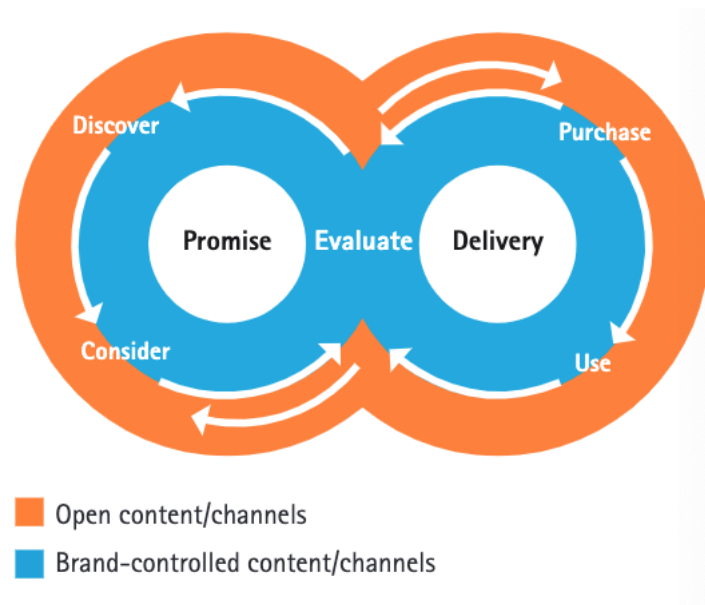 Discover
Purchase
Promise
Evaluate
Delivery
Consider
Use
Open content/channels
Brand-controlled content/channels